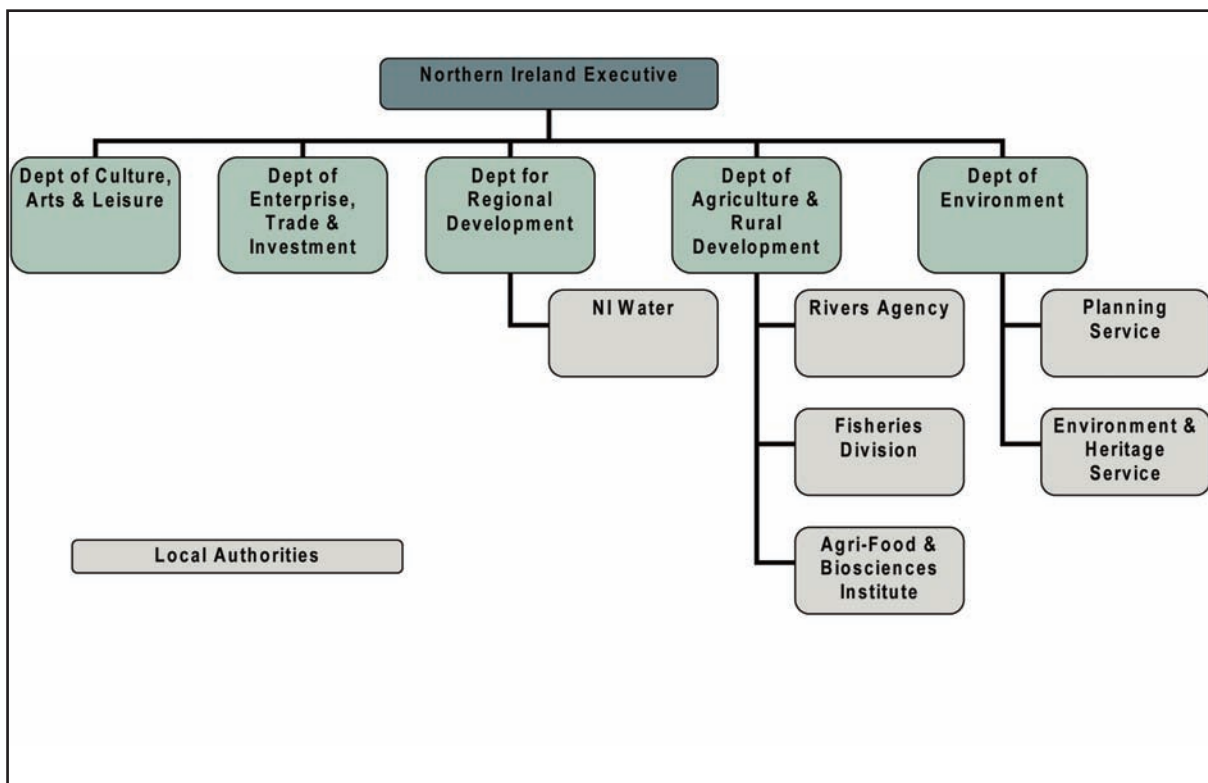 Northern Ireland Executive
Dept of Culture,
Arts & Leisure
Dept of
Enterprise,
Trade &
Investment
Dept for
Regional
Development
Dept of
Agriculture &
Rural
Development
Dept of
Environment
NI Water
Rivers Agency
Planning
Service
Fisheries
Division
Environment &
Heritage
Service
Local Authorities
Agri-Food &
Biosciences
Institute